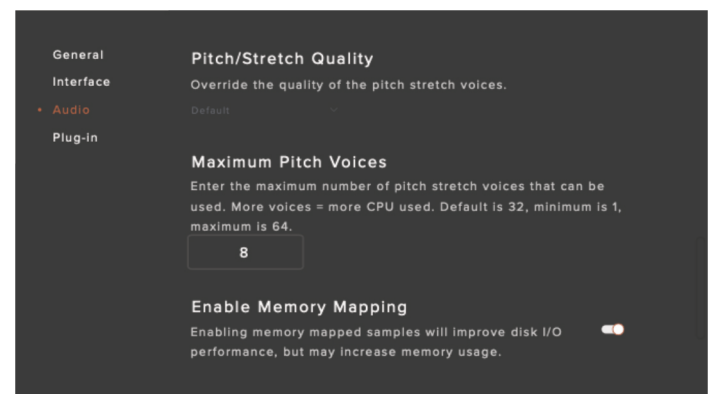 General
Interface
Audio
Plug-in
Pitch/Stretch Quality
Override the quality of the pitch stretch voices.
Default
Maximum Pitch Voices
Enter the maximum number of pitch stretch voices that can be
used. More voices = more CPU used. Default is 32, minimum is 1,
maximum is 64.
8
Enable Memory Mapping
Enabling memory mapped samples will improve disk I/O
performance, but may increase memory usage.